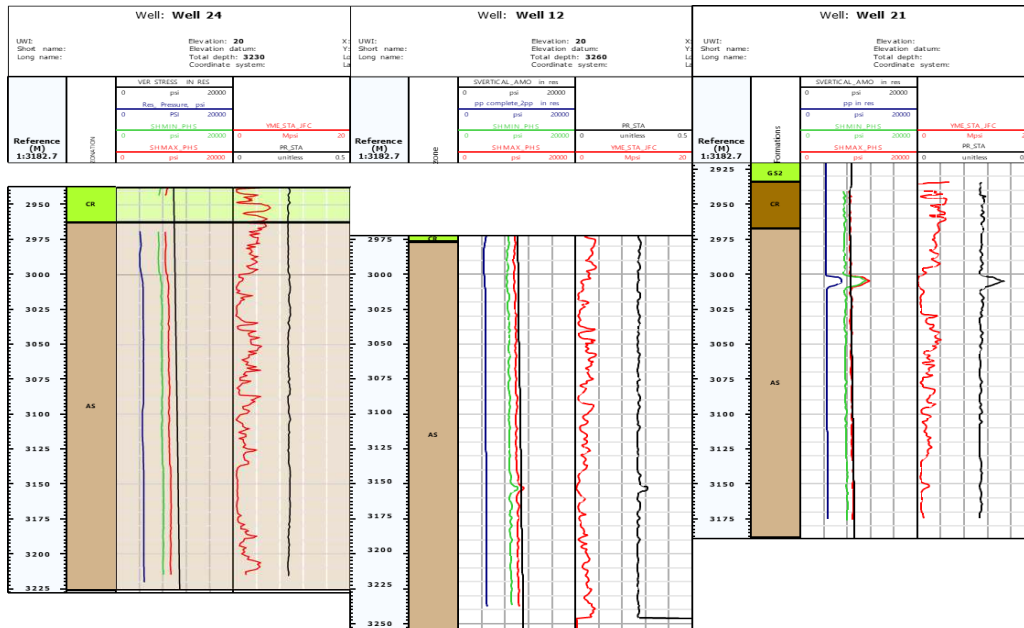 Well: Well 24
UWI:
Short name:
Long name:
Elevation: 20
Elevation datum:
Total depth: 3230
Coordinate system:
X:
Y:
Reference
(M)
1:3182.7
VER STRESS IN RES
0 psi 20000
Res, Pressure, psi
0 PSI 20000
SHMIN_PHS
0 psi 20000
SHMAX_PHS
0 psi 20000
YME_STA_JFC
0 Mpsi 20
PR_STA
0 unitless 0.5
2950
2975
3000
3025
3050
3075
3100
3125
3150
3175
3200
3225
CR
AS
Well: Well 12
UWI:
Short name:
Long name:
Elevation: 20
Elevation datum:
Total depth: 3260
Coordinate system:
X:
Y:
Reference
(M)
1:3182.7
zone
SVERTICAL_AMO in res
0 psi 20000
pp complete_2pp in res
0 psi 20000
SHMIN_PHS
0 psi 20000
SHMAX_PHS
0 psi 20000
PR_STA
0 unitless 0.5
YME_STA_JFC
0 Mpsi 20
2975
3000
3025
3050
3075
3100
3125
3150
3175
3200
3225
3250
CR
AS
Well: Well 21
UWI:
Short name:
Long name:
Elevation:
Elevation datum:
Total depth:
Coordinate system:
Reference
(M)
1:3182.7
Formations
SVERTICAL_AMO in res
0 psi 20000
pp in res
0 psi 20000
SHMIN_PHS
0 psi 20000
SHMAX_PHS
0 psi 20000
YME_STA_JFC
0 Mpsi 2
PR_STA
0 unitless 0.
2925
2950
2975
3000
3025
3050
3075
3100
3125
3150
3175
GS2
CR
AS